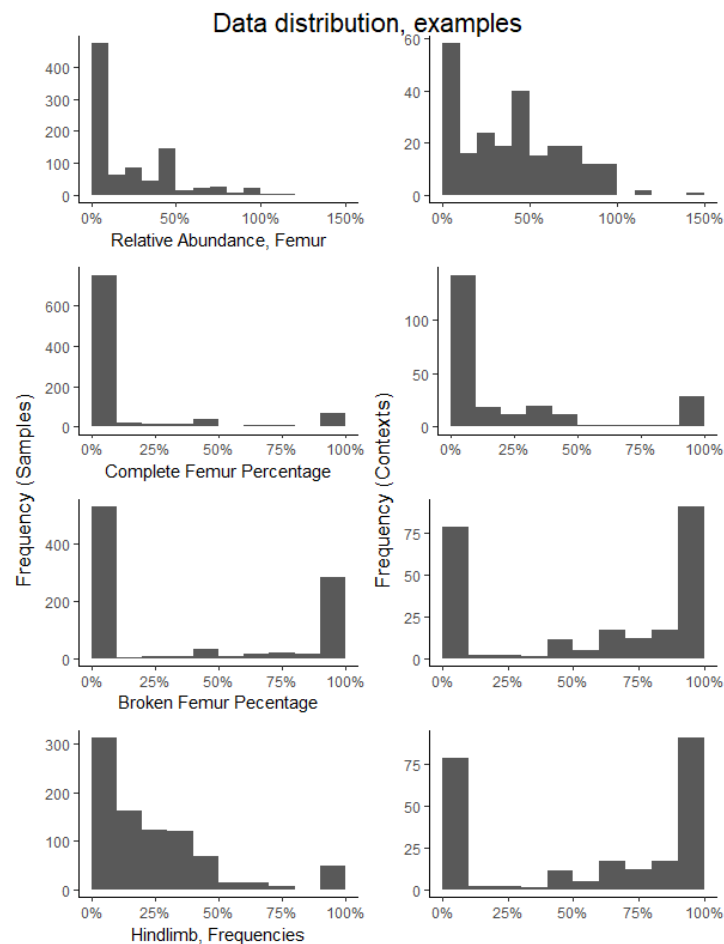 Data distribution, examples
400
300
200
100
0
0% 50% 100% 150%
Relative Abundance, Femur
60
40
20
0
0% 50% 100% 150%
600
400
200
0
0% 25% 50% 75% 100%
Complete Femur Percentage
100
50
0
0% 25% 50% 75% 100%
Frequency (Samples)
Frequency (Contexts)
400
200
0
0% 25% 50% 75% 100%
Broken Femur Pecentage
75
50
25
0
0% 25% 50% 75% 100%
300
200
100
0
0% 25% 50% 75% 100%
Hindlimb, Frequencies
75
50
25
0
0% 25% 50% 75% 100%